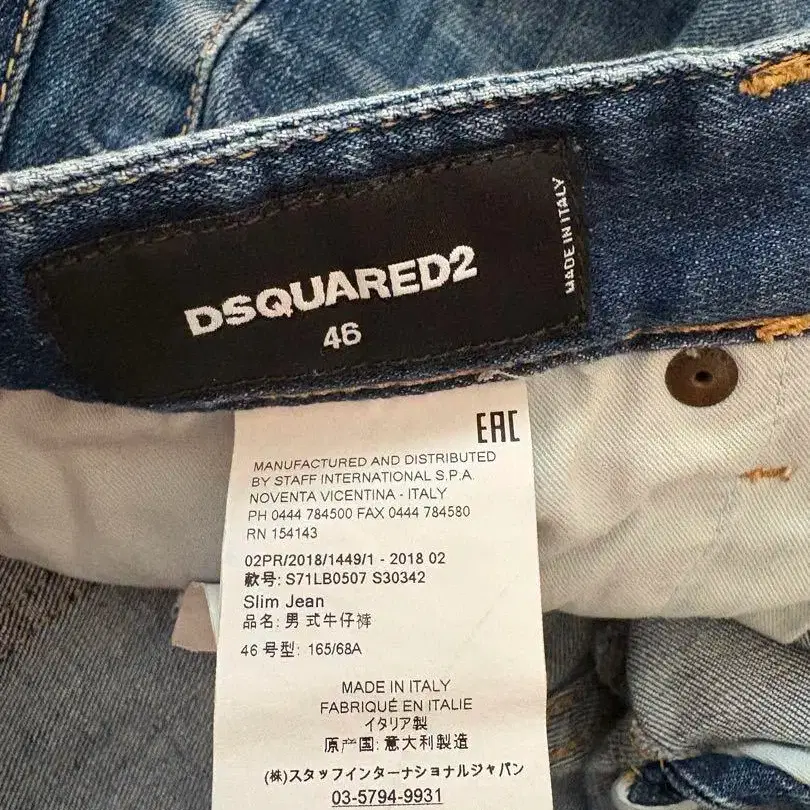 DSQUARED2
46
MADE IN ITALY
EAC
MANUFACTURED AND DISTRIBUTED
BY STAFF INTERNATIONAL S.P.A.
NOVENTA VICENTINA - ITALY
PH 0444 784500 FAX 0444 784580
RN 154143
02PR/2018/1449/1 - 2018 02
款号: S71LB0507 S30342
Slim Jean
品名: 男 式牛仔裤
46 号型: 165/68A
MADE IN ITALY
FABRIQUÉ EN ITALIE
イタリア製
原产国: 意大利製造
(株)スタッフインターナショナルジャパン
03-5794-9931